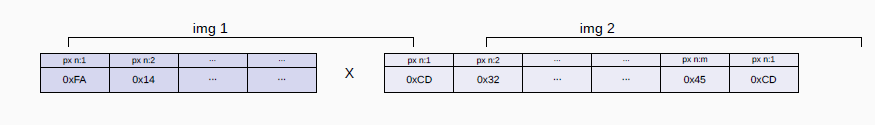 img 1 img 2
px n:1 px n:2 ... ... px n:1 px n:2 ... ... px n:m px n:1
0xFA 0x14 ... ... X 0xCD 0x32 ... ... 0x45 0xCD